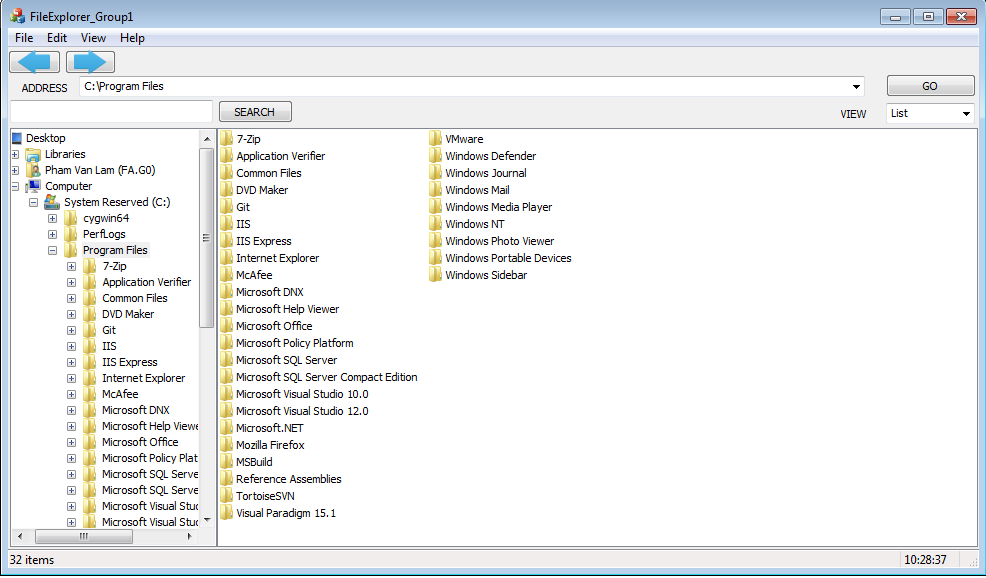 FileExplorer_Group1
File Edit View Help
ADDRESS C:\Program Files GO
SEARCH VIEW List
Desktop
Libraries
Pham Van Lam (FA.G0)
Computer
System Reserved (C:)
cygwin64
PerfLogs
Program Files
7-Zip
Application Verifier
Common Files
DVD Maker
Git
IIS
IIS Express
Internet Explorer
McAfee
Microsoft DNX
Microsoft Help Viewe
Microsoft Office
Microsoft Policy Plat
Microsoft SQL Serve
Microsoft SQL Serve
Microsoft Visual Stuc
Microsoft Visual Stuc
7-Zip
Application Verifier
Common Files
DVD Maker
Git
IIS
IIS Express
Internet Explorer
McAfee
Microsoft DNX
Microsoft Help Viewer
Microsoft Office
Microsoft Policy Platform
Microsoft SQL Server
Microsoft SQL Server Compact Edition
Microsoft Visual Studio 10.0
Microsoft Visual Studio 12.0
Microsoft.NET
Mozilla Firefox
MSBuild
Reference Assemblies
TortoiseSVN
Visual Paradigm 15.1
VMware
Windows Defender
Windows Journal
Windows Mail
Windows Media Player
Windows NT
Windows Photo Viewer
Windows Portable Devices
Windows Sidebar
32 items 10:28:37